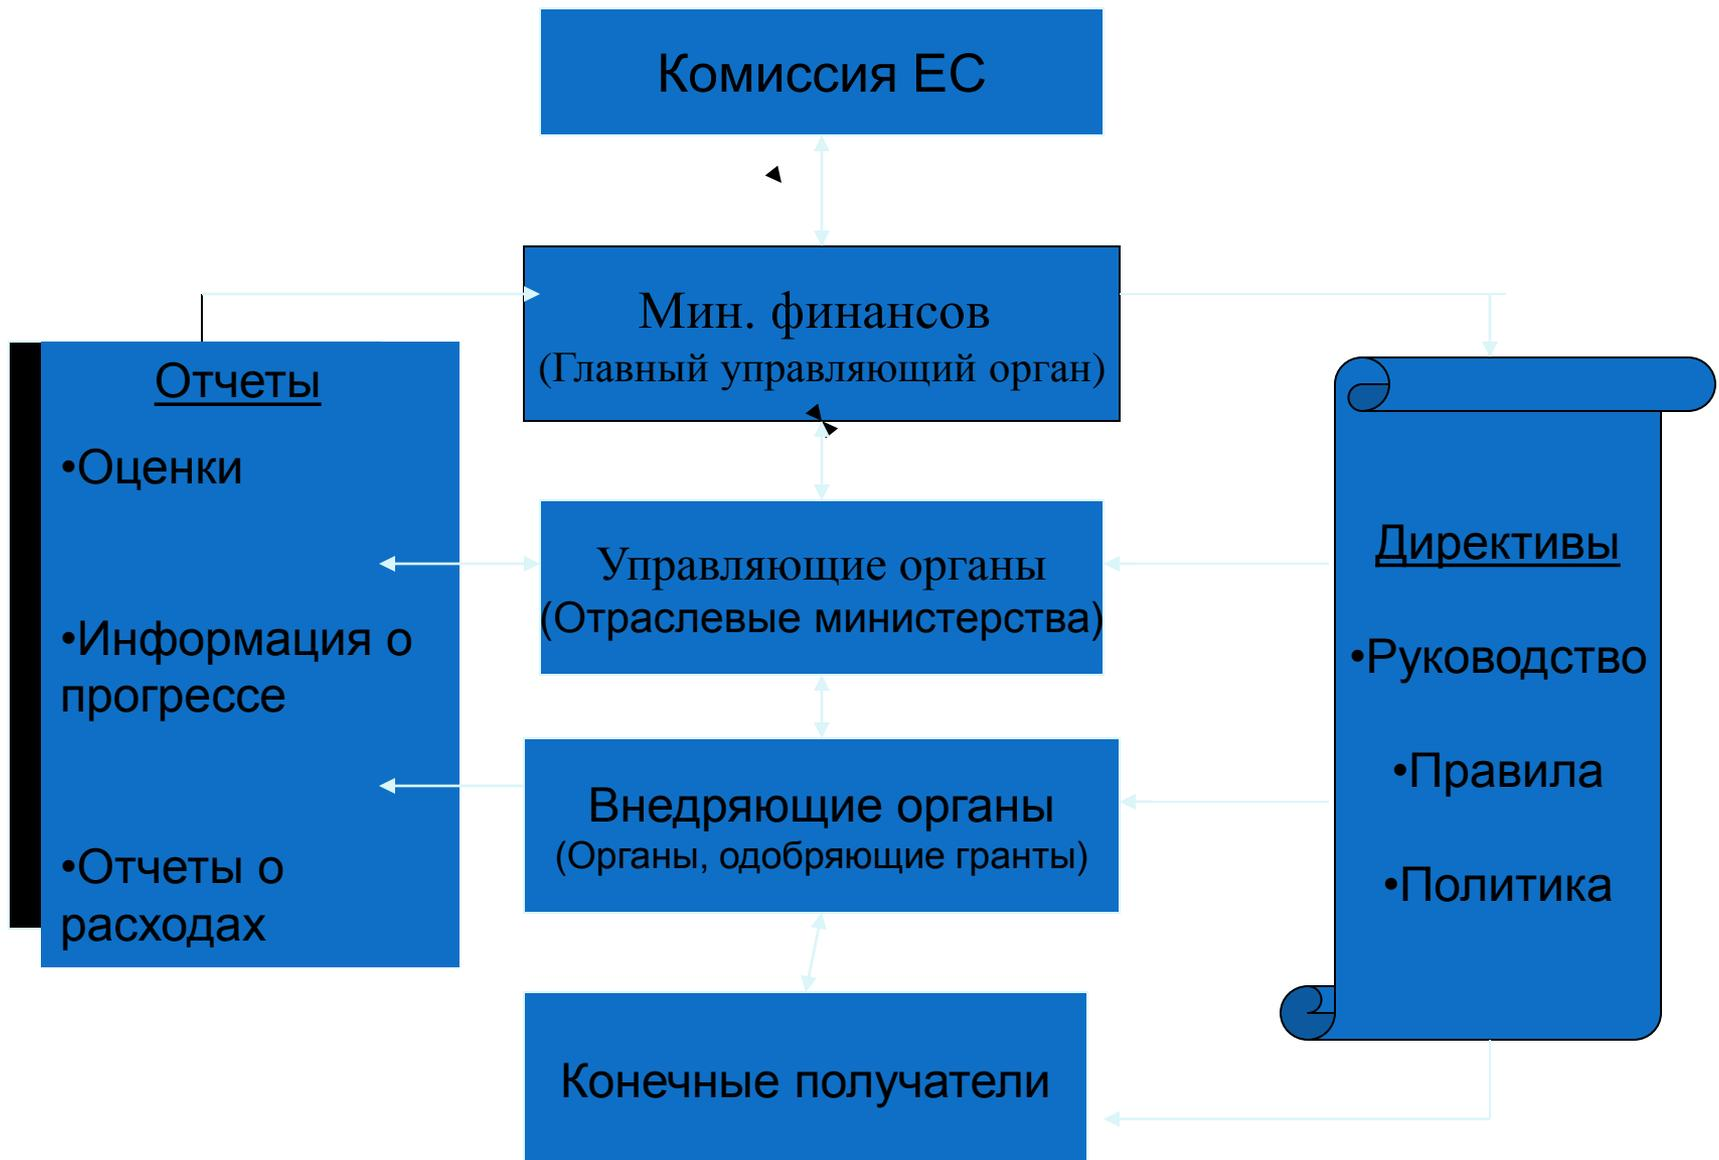 Комиссия ЕС
Мин. финансов
(Главный управляющий орган)
Отчеты
•Оценки
•Информация о
прогрессе
•Отчеты о
расходах
Управляющие органы
(Отраслевые министерства)
Внедряющие органы
(Органы, одобряющие гранты)
Конечные получатели
Директивы
•Руководство
•Правила
•Политика